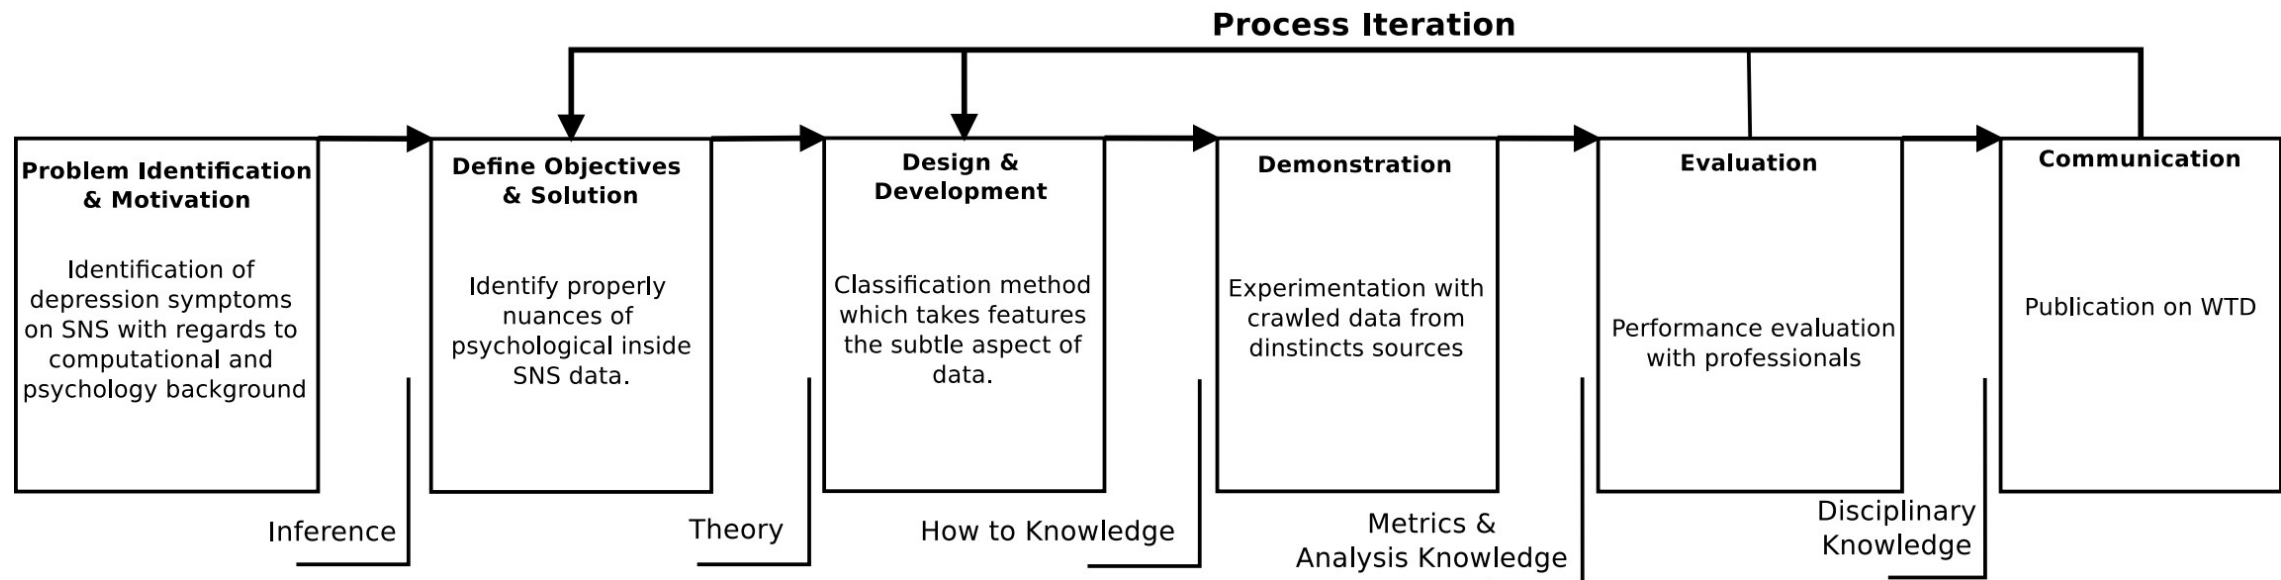 Process Iteration
Problem Identification
& Motivation
Identification of
depression symptoms
on SNS with regards to
computational and
psychology background
Define Objectives
& Solution
Identify properly
nuances of
psychological inside
SNS data.
Design &
Development
Classification method
which takes features
the subtle aspect of
data.
Demonstration
Experimentation with
crawled data from
dinstincts sources
Evaluation
Performance evaluation
with professionals
Communication
Publication on WTD
Inference
Theory
How to Knowledge
Metrics &
Analysis Knowledge
Disciplinary
Knowledge